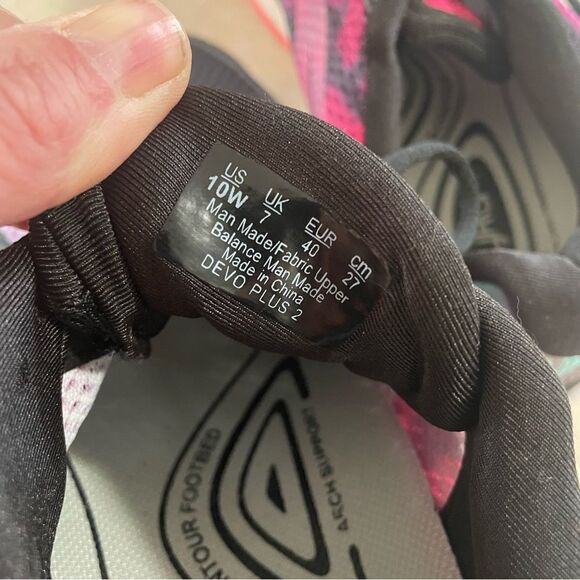 US UK EUR cm
10W 7 40 27
Man Made/Fabric Upper
Balance Man Made
Made in China
DEVO PLUS 2
NTOUR FOOTBED
ARCH SUPPORT